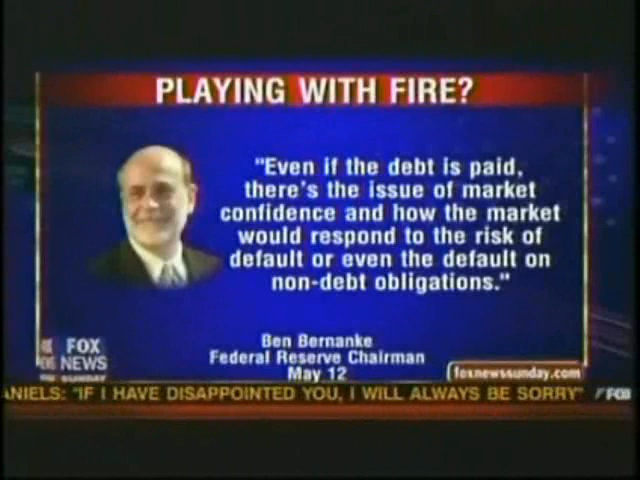 PLAYING WITH FIRE?
"Even if the debt is paid,
there's the issue of market
confidence and how the market
would respond to the risk of
default or even the default on
non-debt obligations."
Ben Bernanke
Federal Reserve Chairman
May 12
FOX
NEWS
SUNDAY
foxnewssunday.com
ANIELS: "IF I HAVE DISAPPOINTED YOU, I WILL ALWAYS BE SORRY" FOX